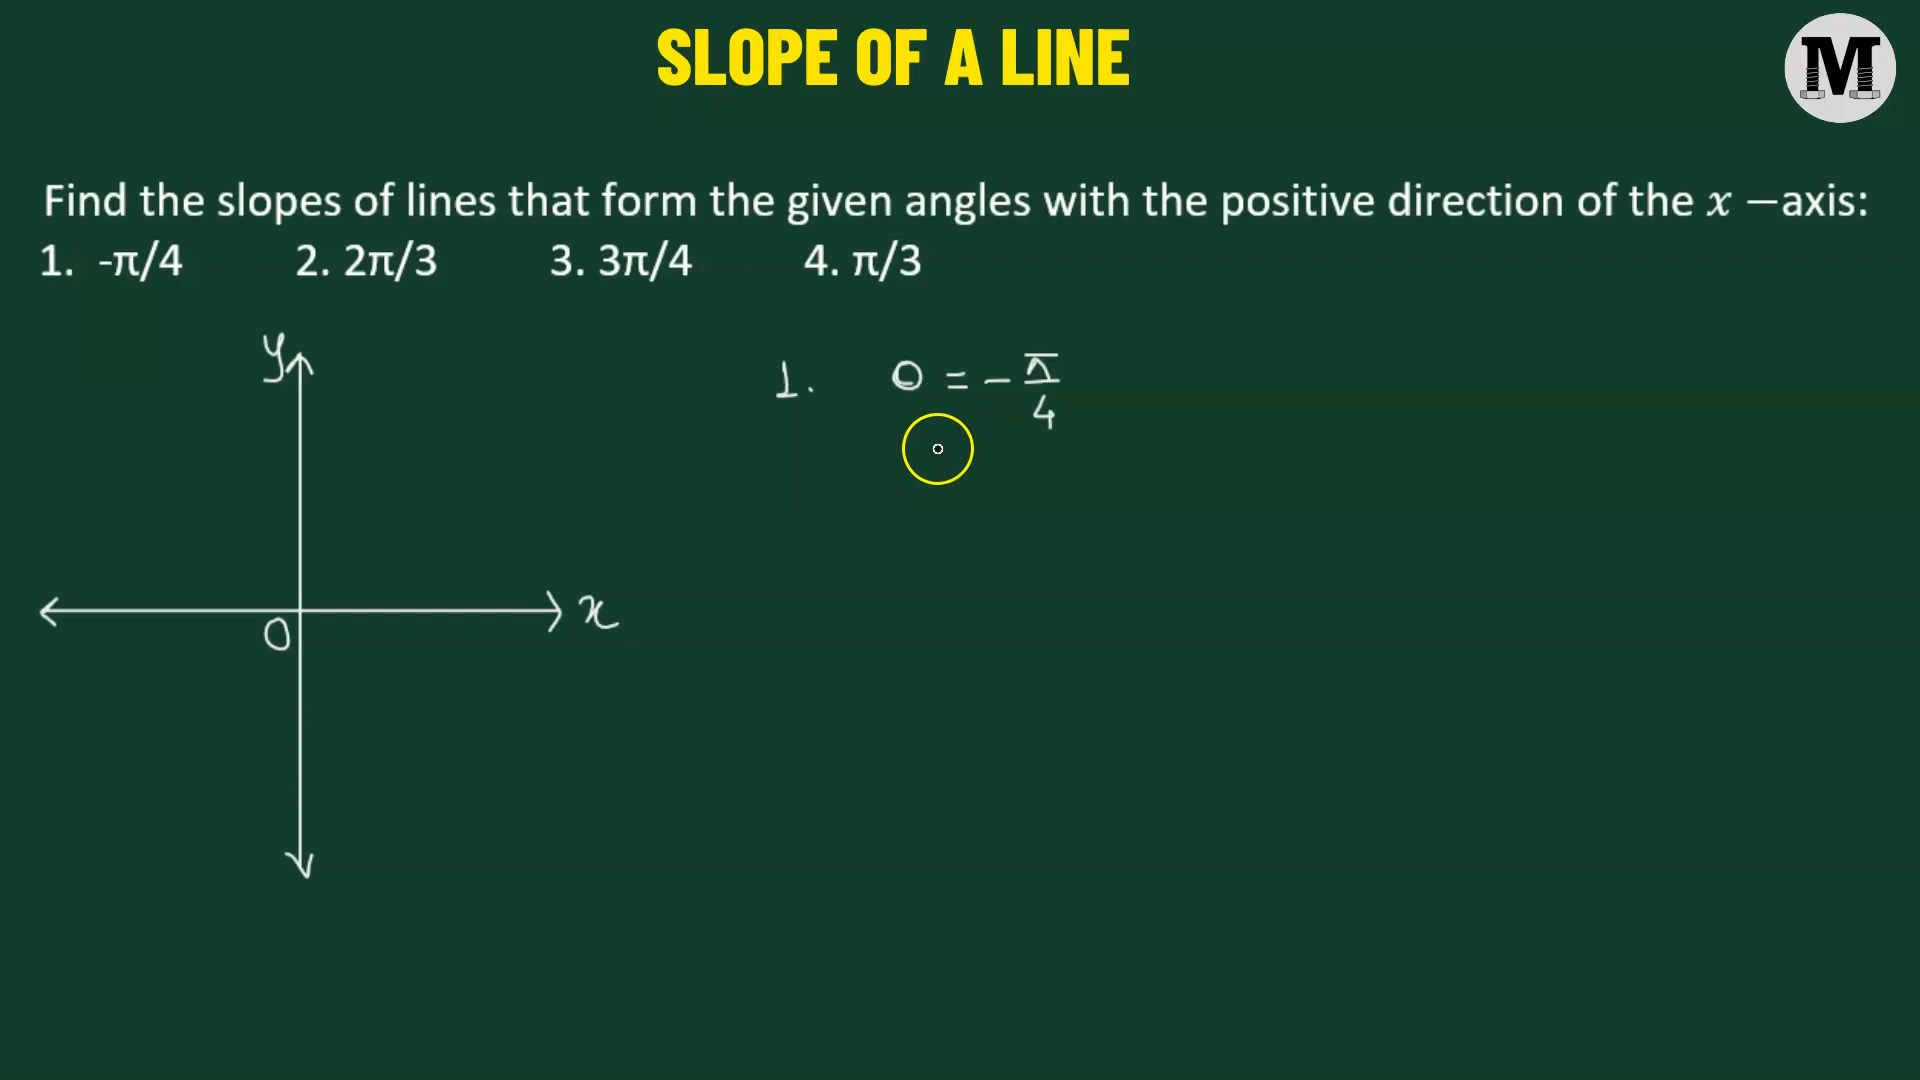 SLOPE OF A LINE
M
Find the slopes of lines that form the given angles with the positive direction of the x −axis:
1. -π/4 2. 2π/3 3. 3π/4 4. π/3
y
1. θ = - π/4
x
O